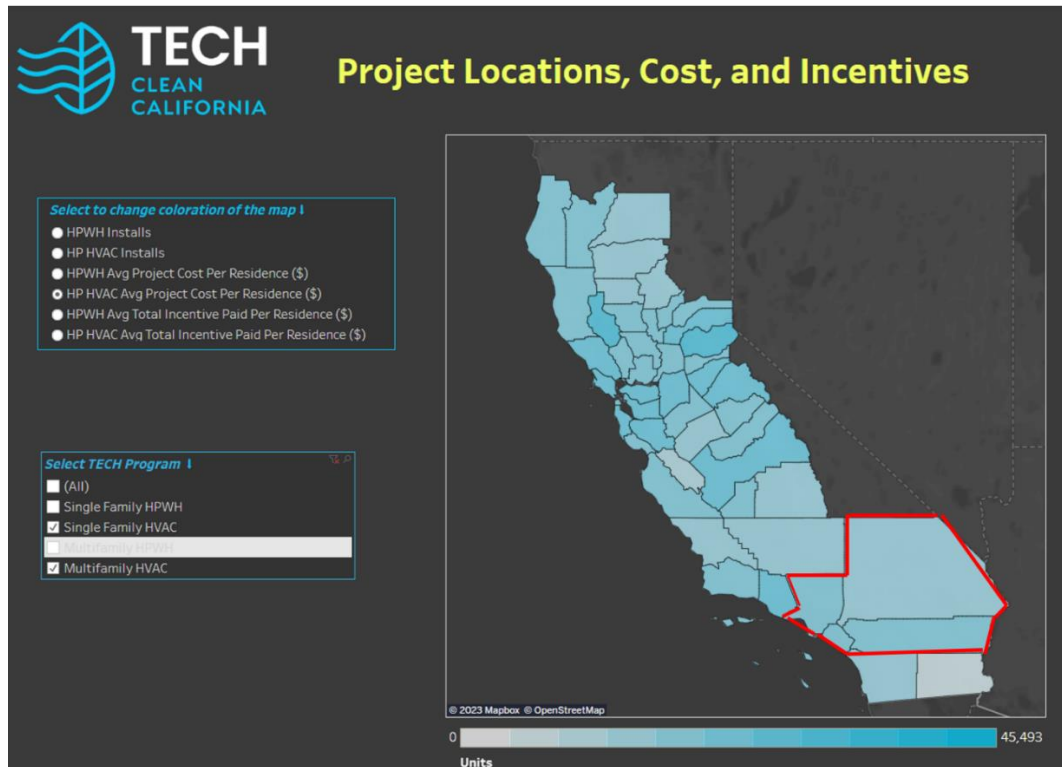 TECH
CLEAN
CALIFORNIA
Project Locations, Cost, and Incentives
Select to change coloration of the map ⬇
HPWH Installs
HP HVAC Installs
HPWH Avg Project Cost Per Residence ($)
HP HVAC Avg Project Cost Per Residence ($)
HPWH Avg Total Incentive Paid Per Residence ($)
HP HVAC Avg Total Incentive Paid Per Residence ($)
Select TECH Program ⬇
(All)
Single Family HPWH
Single Family HVAC
Multifamily HPWH
Multifamily HVAC
© 2023 Mapbox © OpenStreetMap
0
45,493
Units